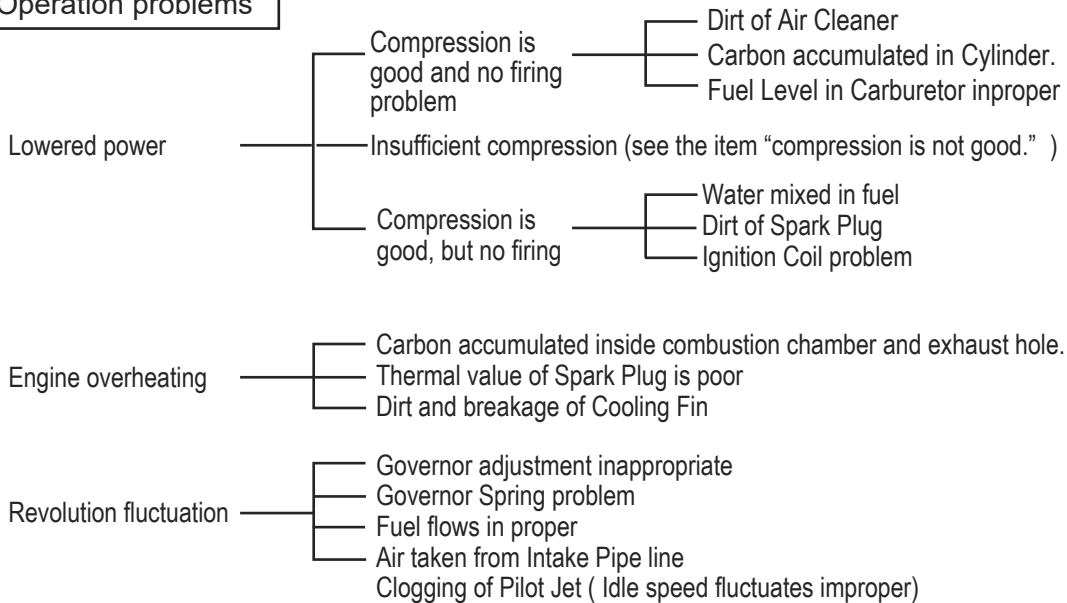 Operation problems
Lowered power
Compression is
good and no firing
problem
Dirt of Air Cleaner
Carbon accumulated in Cylinder.
Fuel Level in Carburetor inproper
Insufficient compression (see the item “compression is not good.” )
Compression is
good, but no firing
Water mixed in fuel
Dirt of Spark Plug
Ignition Coil problem
Engine overheating
Carbon accumulated inside combustion chamber and exhaust hole.
Thermal value of Spark Plug is poor
Dirt and breakage of Cooling Fin
Revolution fluctuation
Governor adjustment inappropriate
Governor Spring problem
Fuel flows in proper
Air taken from Intake Pipe line
Clogging of Pilot Jet ( Idle speed fluctuates improper)